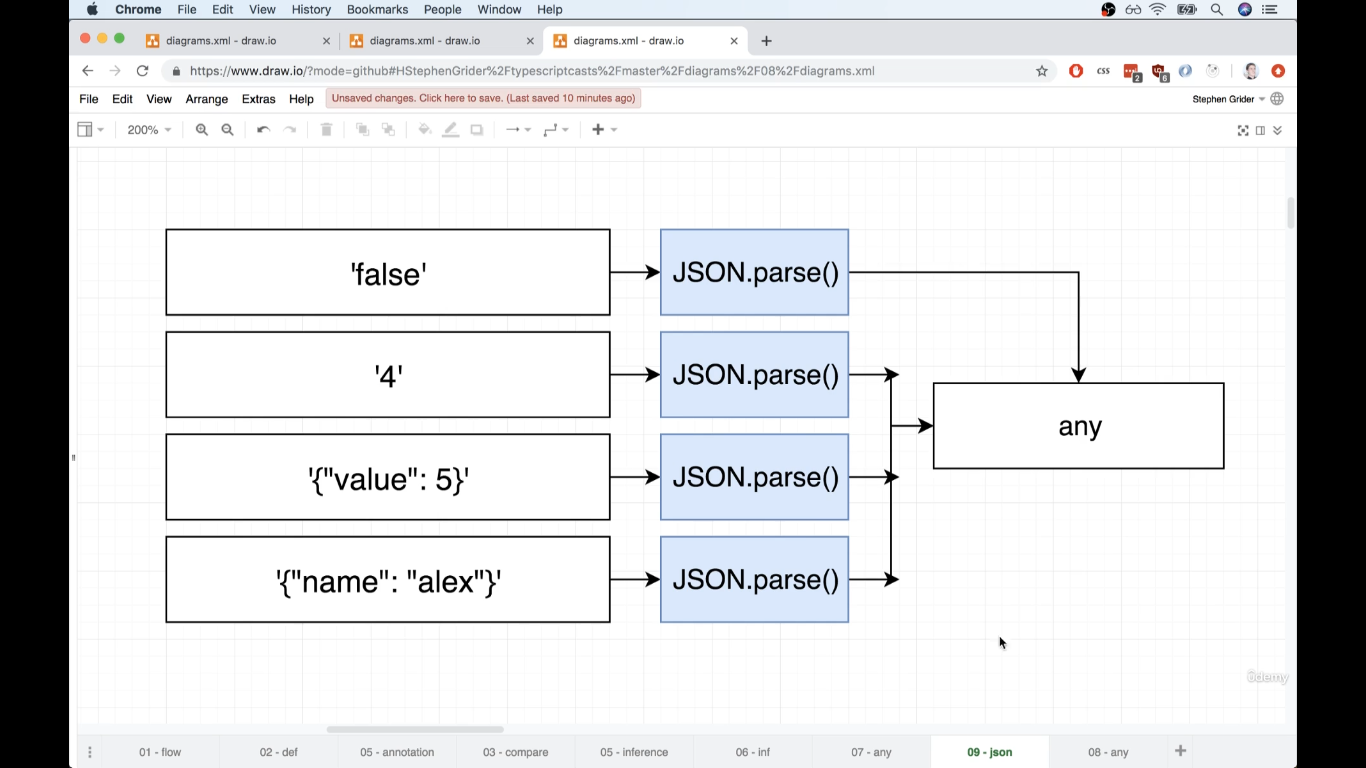 Chrome File Edit View History Bookmarks People Window Help
diagrams.xml - draw.io
diagrams.xml - draw.io
diagrams.xml - draw.io
https://www.draw.io/?mode=github#HStephenGrider%2Ftypescriptcasts%2Fmaster%2Fdiagrams%2F08%2Fdiagrams.xml
css
2
6
File Edit View Arrange Extras Help
Unsaved changes. Click here to save. (Last saved 10 minutes ago)
Stephen Grider
200%
'false'
JSON.parse()
'4'
JSON.parse()
any
'{"value": 5}'
JSON.parse()
'{"name": "alex"}'
JSON.parse()
ûdemy
01 - flow
02 - def
05 - annotation
03 - compare
05 - inference
06 - inf
07 - any
09 - json
08 - any